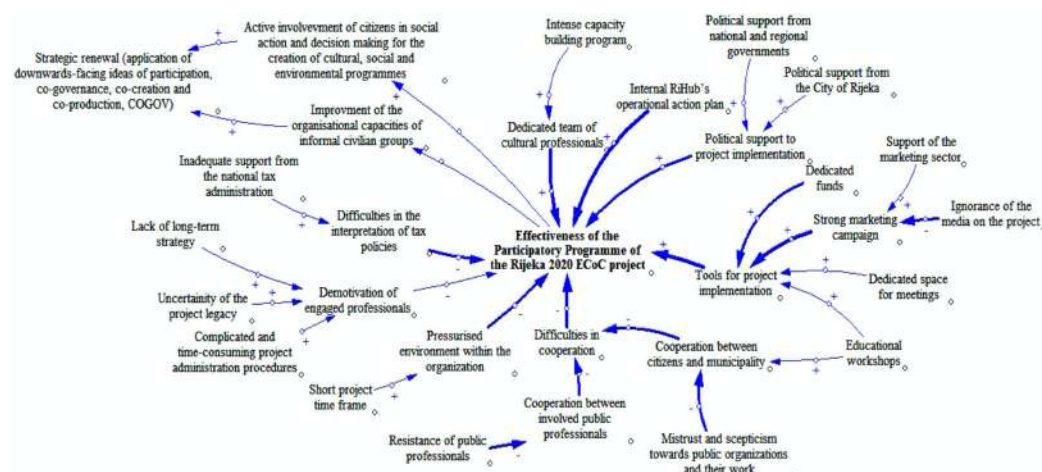 Active involevment of citizens in social
action and decision making for the
creation of cultural, social and
environmental programmes
Strategic renewal (application of
downwards-facing ideas of participation,
co-governance, co-creation and
co-production, COGOV)
Improvment of the
organisational capacities of
informal civilian groups
Intense capacity
building program
Dedicated team of
cultural professionals
Internal RiHub's
operational action plan
Political support from
national and regional
governments
Political support from
the City of Rijeka
Political support to
project implementation
Support of the
marketing sector
Dedicated
funds
Ignorance of the
media on the project
Strong marketing
campaign
Inadequate support from
the national tax
administration
Difficulties in the
interpretation of tax
policies
Effectiveness of the
Participatory Programme of
the Rijeka 2020 ECoC project
Tools for project
implementation
Dedicated space
for meetings
Lack of long-term
strategy
Uncertainity of the
project legacy
Demotivation of
engaged professionals
Complicated and
time-consuming project
administration procedures
Pressurised
environment within the
organization
Short project
time frame
Difficulties in
cooperation
Cooperation between
citizens and municipality
Educational
workshops
Cooperation between
involved public
professionals
Resistance of public
professionals
Mistrust and scepticism
towards public organizations
and their work